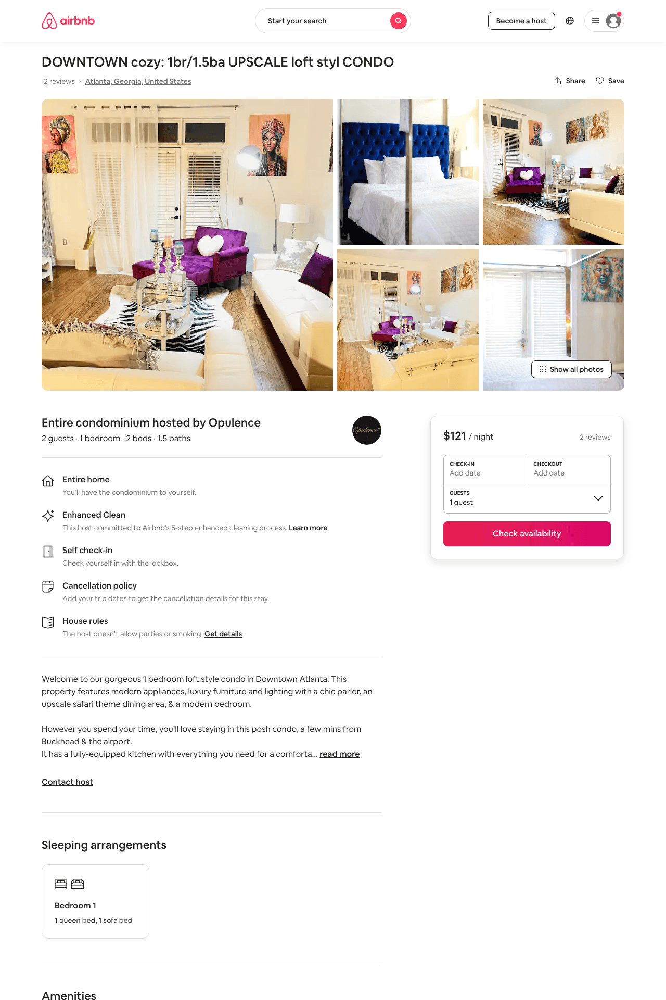 airbnb
Start your search
Become a host
DOWNTOWN cozy: 1br/1.5ba UPSCALE loft styl CONDO
2 reviews · Atlanta, Georgia, United States
Share
Save
Show all photos
Entire condominium hosted by Opulence
2 guests · 1 bedroom · 2 beds · 1.5 baths
Opulence
Entire home
You’ll have the condominium to yourself.
Enhanced Clean
This host committed to Airbnb's 5-step enhanced cleaning process. Learn more
Self check-in
Check yourself in with the lockbox.
Cancellation policy
Add your trip dates to get the cancellation details for this stay.
House rules
The host doesn’t allow parties or smoking. Get details
$121 / night
2 reviews
CHECK-IN
Add date
CHECKOUT
Add date
GUESTS
1 guest
Check availability
Welcome to our gorgeous 1 bedroom loft style condo in Downtown Atlanta. This
property features modern appliances, luxury furniture and lighting with a chic parlor, an
upscale safari theme dining area, & a modern bedroom.
However you spend your time, you’ll love staying in this posh condo, a few mins from
Buckhead & the airport.
It has a fully-equipped kitchen with everything you need for a comforta... read more
Contact host
Sleeping arrangements
Bedroom 1
1 queen bed, 1 sofa bed
Amenities